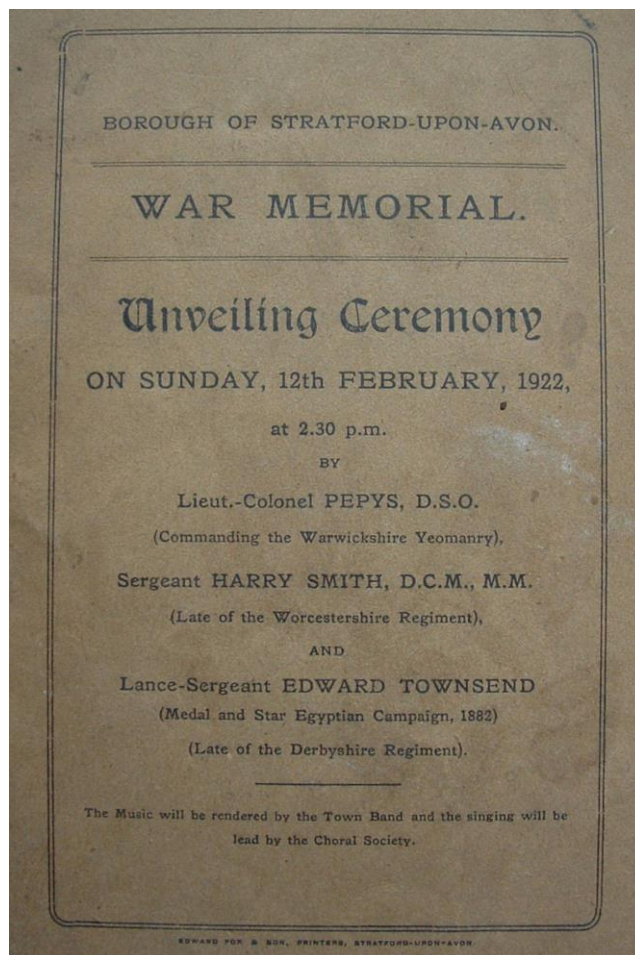 BOROUGH OF STRATFORD-UPON-AVON.
WAR MEMORIAL.
Unveiling Ceremony
ON SUNDAY, 12th FEBRUARY, 1922,
at 2.30 p.m.
BY
Lieut.-Colonel PEPYS, D.S.O.
(Commanding the Warwickshire Yeomanry),
Sergeant HARRY SMITH, D.C.M., M.M.
(Late of the Worcestershire Regiment),
AND
Lance-Sergeant EDWARD TOWNSEND
(Medal and Star Egyptian Campaign, 1882)
(Late of the Derbyshire Regiment).
The Music will be rendered by the Town Band and the singing will be
lead by the Choral Society.
EDWARD FOX & SON, PRINTERS, STRATFORD-UPON-AVON.